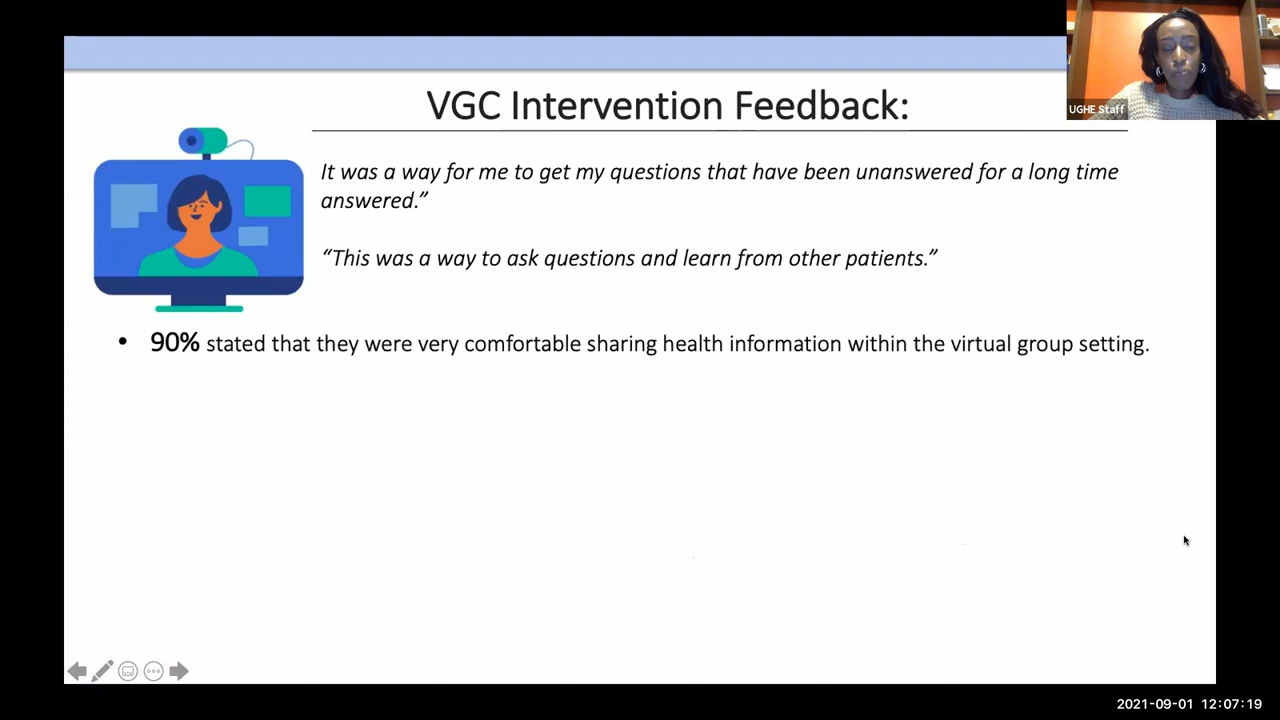 VGC Intervention Feedback:
UGHE Staff
It was a way for me to get my questions that have been unanswered for a long time
answered.”
“This was a way to ask questions and learn from other patients.”
• 90% stated that they were very comfortable sharing health information within the virtual group setting.
2021-09-01 12:07:19